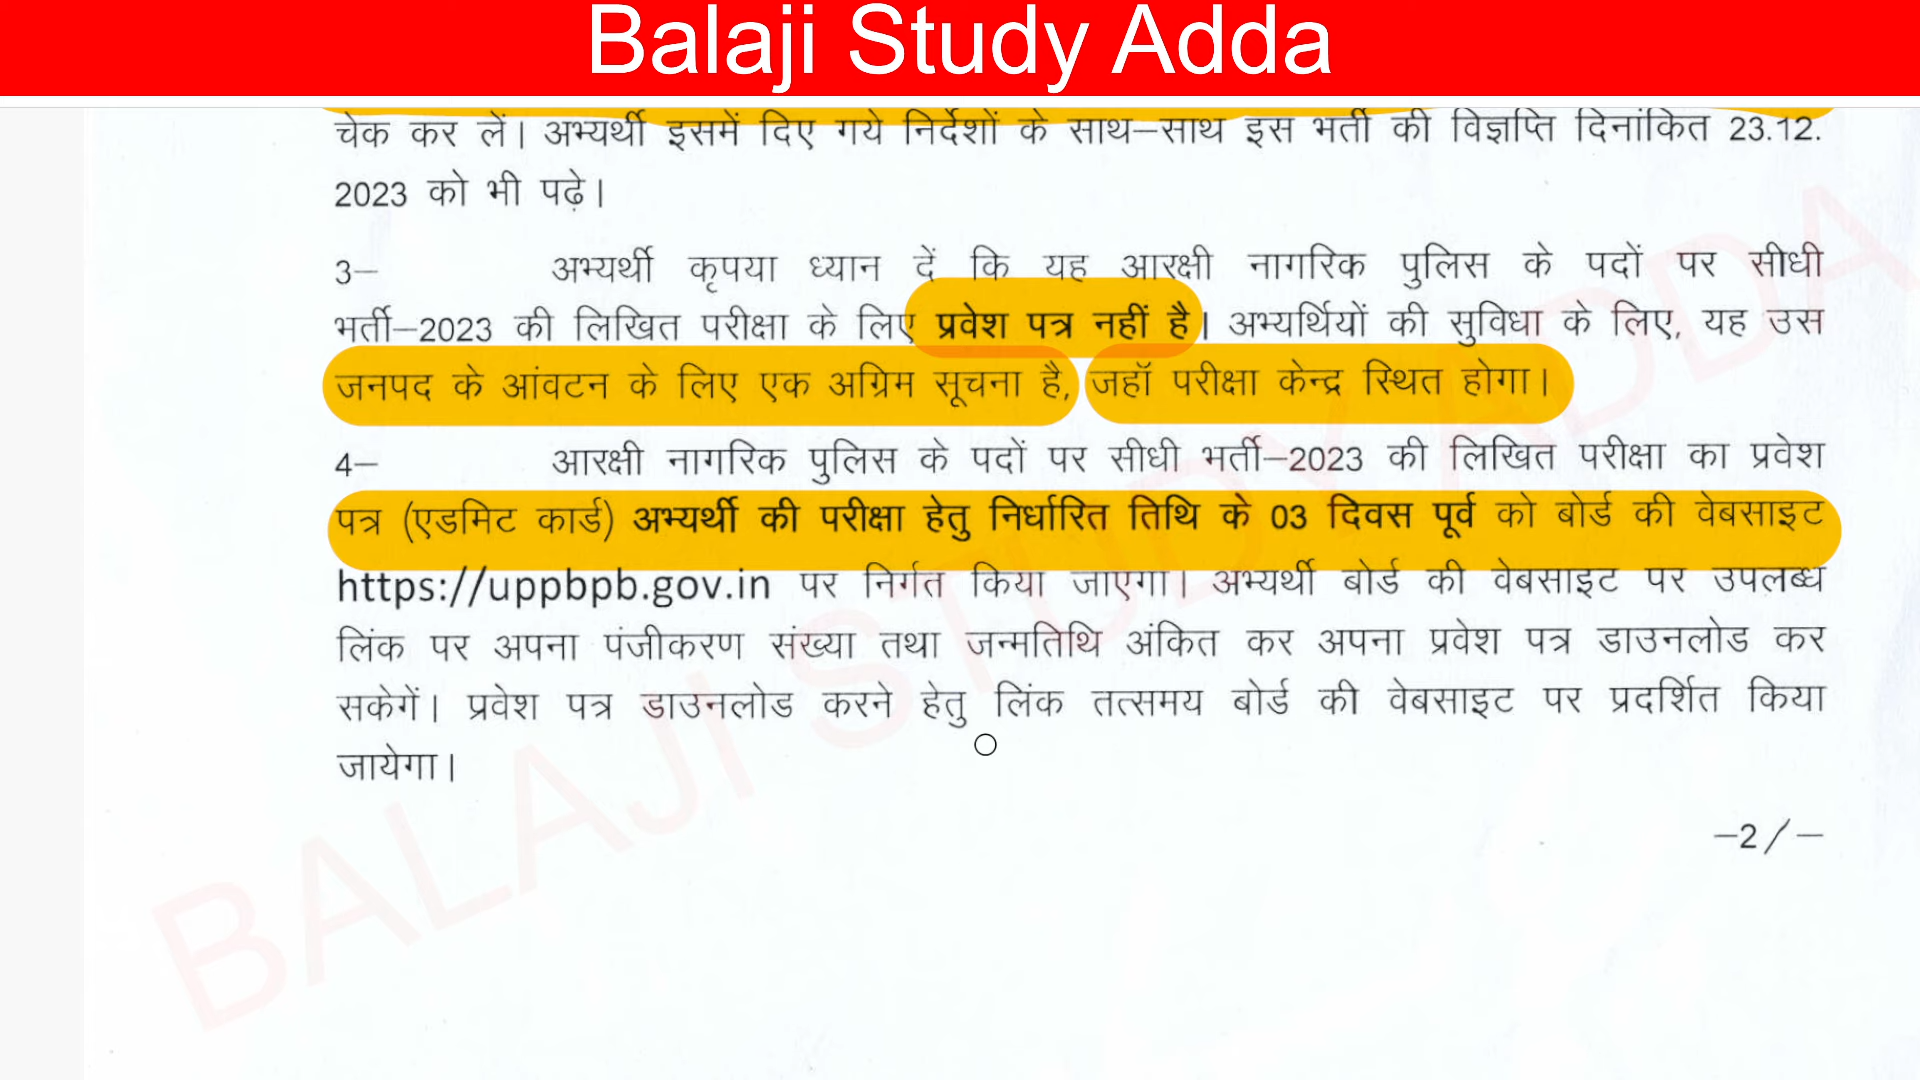 Balaji Study Adda
चेक कर लें। अभ्यर्थी इसमें दिए गये निर्देशों के साथ–साथ इस भर्ती की विज्ञप्ति दिनांकित 23.12.
2023 को भी पढ़े।
3– अभ्यर्थी कृपया ध्यान दें कि यह आरक्षी नागरिक पुलिस के पदों पर सीधी
भर्ती–2023 की लिखित परीक्षा के लिए प्रवेश पत्र नहीं है। अभ्यर्थियों की सुविधा के लिए, यह उस
जनपद के आंवटन के लिए एक अग्रिम सूचना है, जहॉ परीक्षा केन्द्र स्थित होगा।
4– आरक्षी नागरिक पुलिस के पदों पर सीधी भर्ती–2023 की लिखित परीक्षा का प्रवेश
पत्र (एडमिट कार्ड) अभ्यर्थी की परीक्षा हेतु निर्धारित तिथि के 03 दिवस पूर्व को बोर्ड की वेबसाइट
https://uppbpb.gov.in पर निर्गत किया जाएगा। अभ्यर्थी बोर्ड की वेबसाइट पर उपलब्ध
लिंक पर अपना पंजीकरण संख्या तथा जन्मतिथि अंकित कर अपना प्रवेश पत्र डाउनलोड कर
सकेगें। प्रवेश पत्र डाउनलोड करने हेतु लिंक तत्समय बोर्ड की वेबसाइट पर प्रदर्शित किया
जायेगा।
–2/–
BALAJI STUDY ADDA